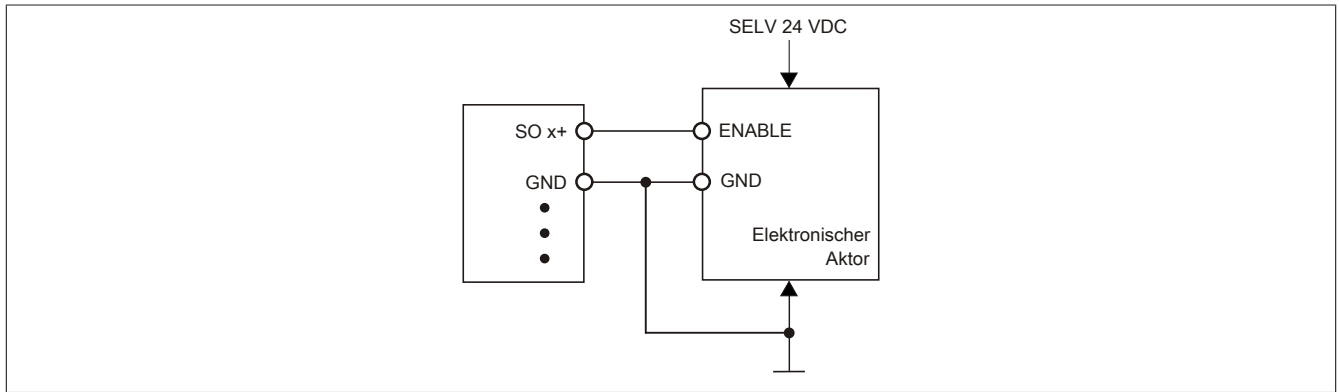 SELV 24 VDC
SO x+
ENABLE
GND
GND
Elektronischer
Aktor